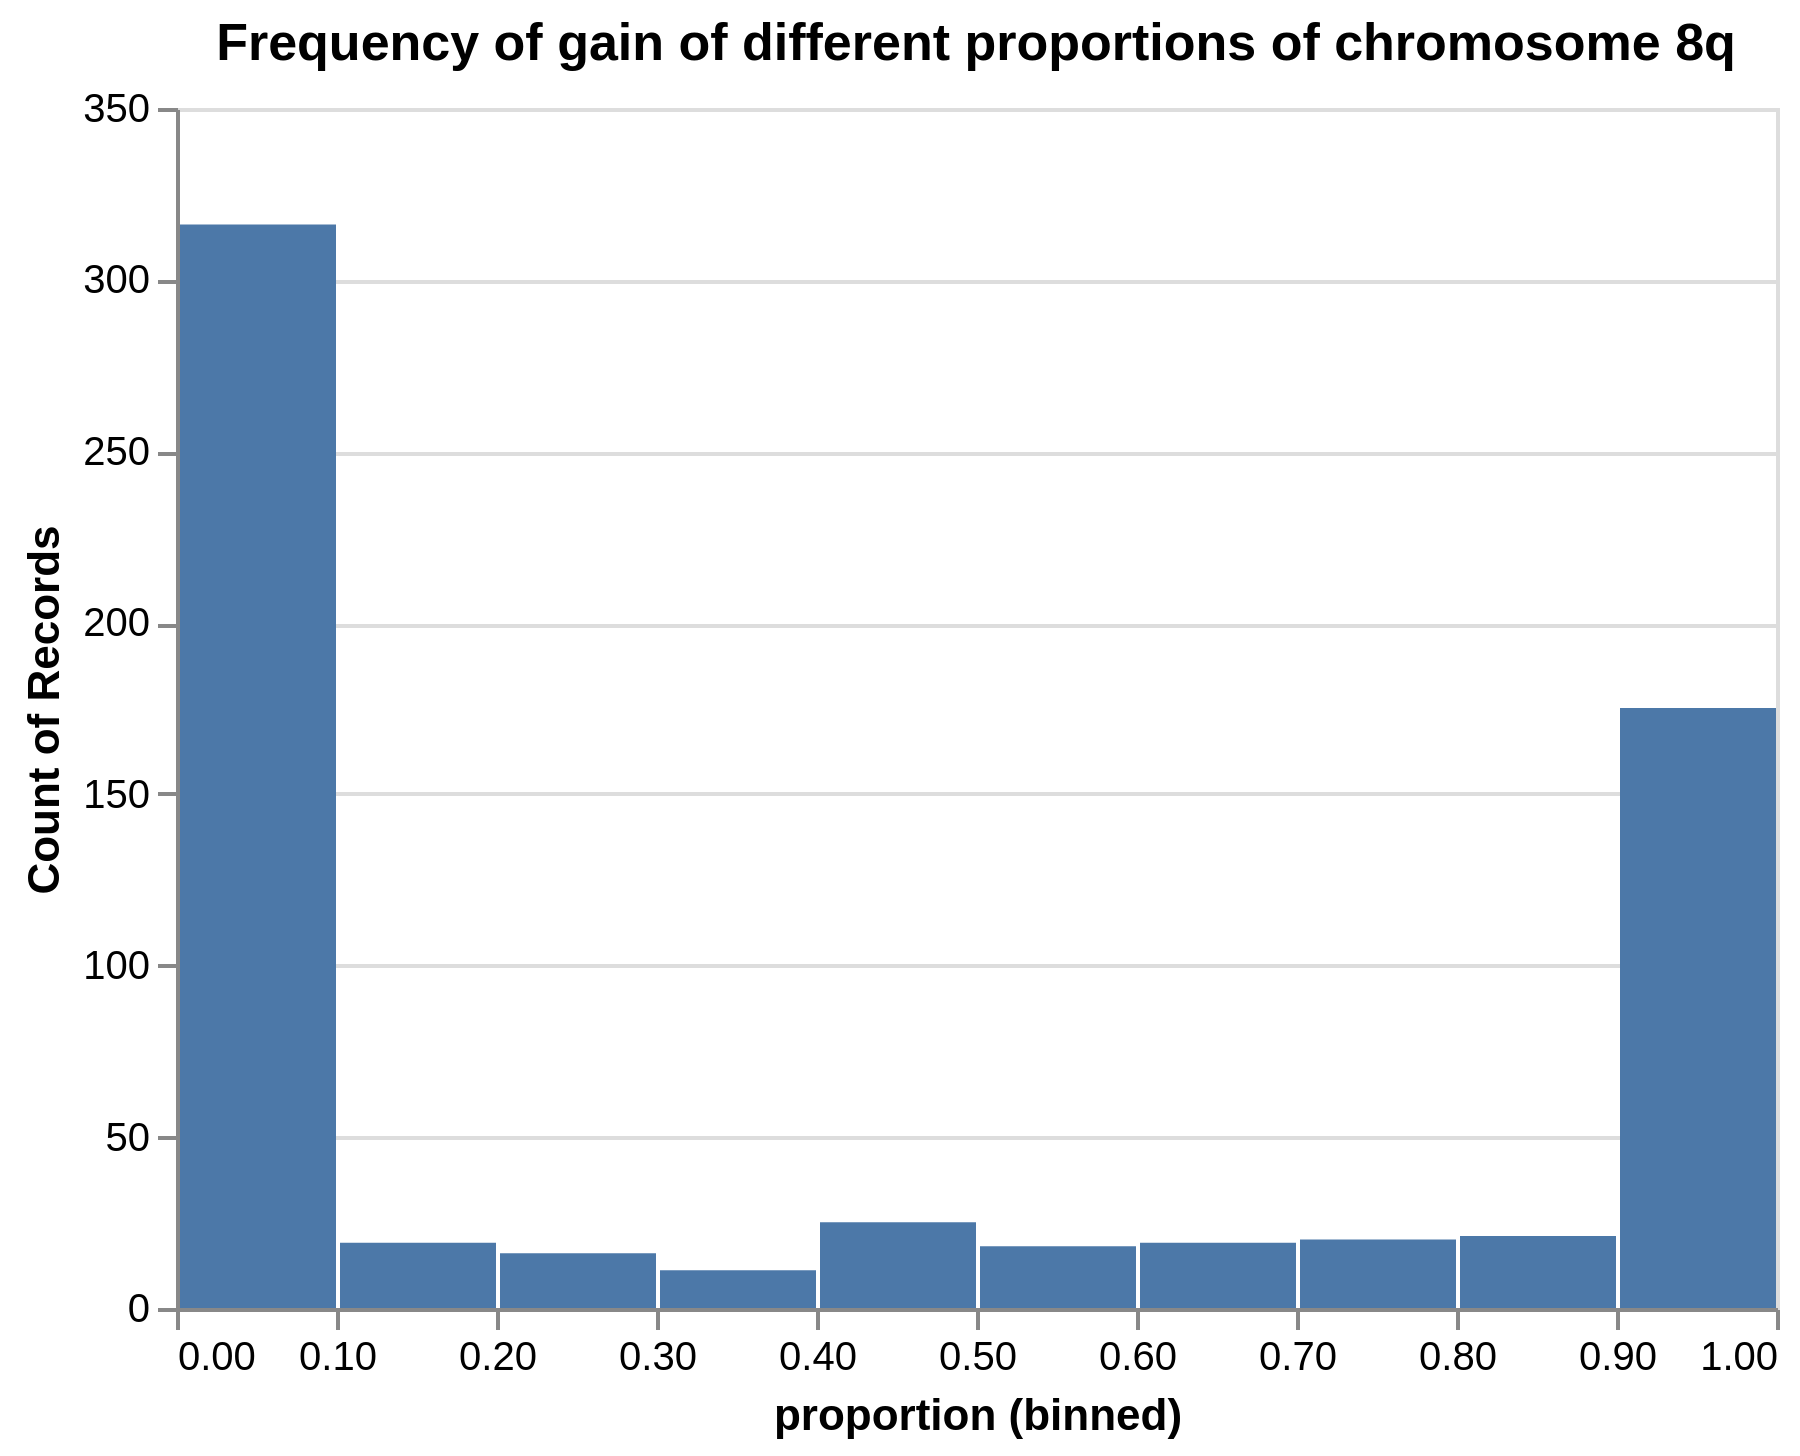 Frequency of gain of different proportions of chromosome 8q
350
300
250
200
150
100
50
0
Count of Records
0.00 0.10 0.20 0.30 0.40 0.50 0.60 0.70 0.80 0.90 1.00
proportion (binned)